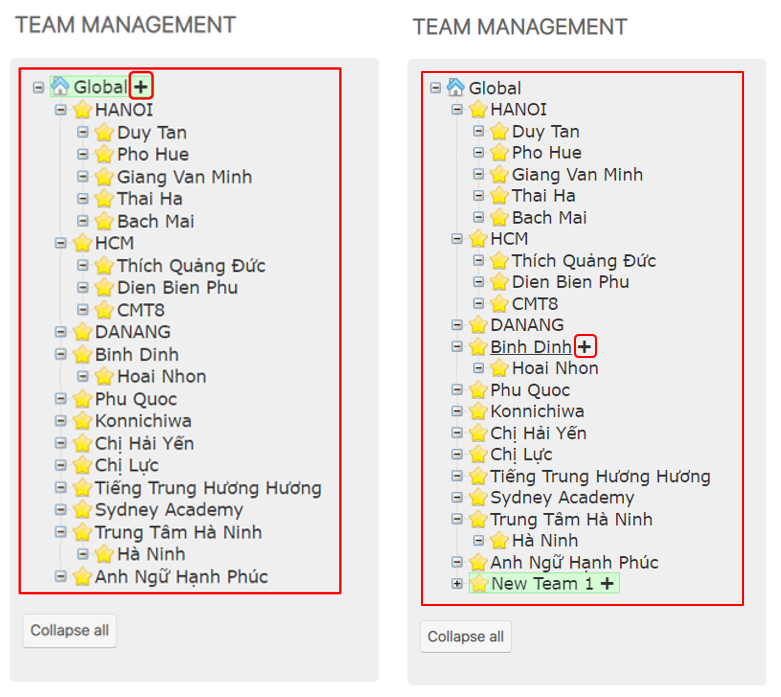 TEAM MANAGEMENT
Global +
HANOI
Duy Tan
Pho Hue
Giang Van Minh
Thai Ha
Bach Mai
HCM
Thích Quảng Đức
Dien Bien Phu
CMT8
DANANG
Binh Dinh
Hoai Nhon
Phu Quoc
Konnichiwa
Chị Hải Yến
Chị Lực
Tiếng Trung Hương Hương
Sydney Academy
Trung Tâm Hà Ninh
Hà Ninh
Anh Ngữ Hạnh Phúc
Collapse all
TEAM MANAGEMENT
Global
HANOI
Duy Tan
Pho Hue
Giang Van Minh
Thai Ha
Bach Mai
HCM
Thích Quảng Đức
Dien Bien Phu
CMT8
DANANG
Binh Dinh +
Hoai Nhon
Phu Quoc
Konnichiwa
Chị Hải Yến
Chị Lực
Tiếng Trung Hương Hương
Sydney Academy
Trung Tâm Hà Ninh
Hà Ninh
Anh Ngữ Hạnh Phúc
New Team 1 +
Collapse all